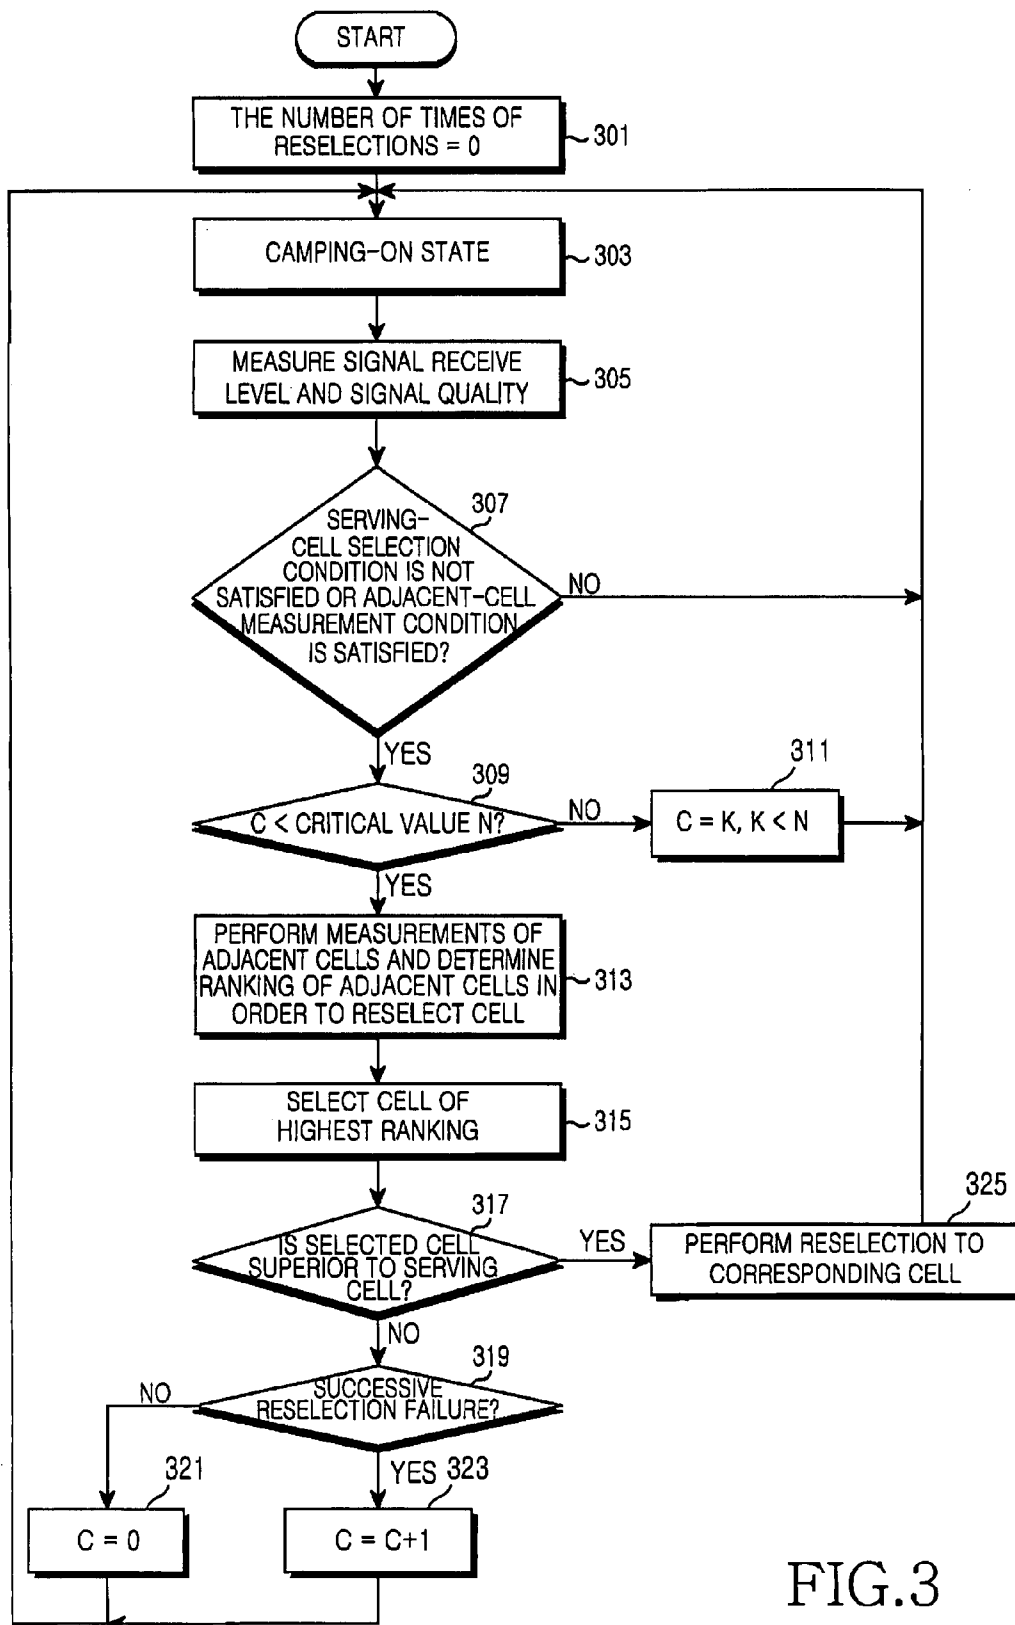 START
THE NUMBER OF TIMES OF
RESELECTIONS = 0
301
CAMPING-ON STATE
303
MEASURE SIGNAL RECEIVE
LEVEL AND SIGNAL QUALITY
305
307
SERVING-
CELL SELECTION
CONDITION IS NOT
SATISFIED OR ADJACENT-CELL
MEASUREMENT CONDITION
IS SATISFIED?
NO
YES
309
C < CRITICAL VALUE N?
NO
311
C = K, K < N
YES
PERFORM MEASUREMENTS OF
ADJACENT CELLS AND DETERMINE
RANKING OF ADJACENT CELLS IN
ORDER TO RESELECT CELL
313
SELECT CELL OF
HIGHEST RANKING
315
317
IS SELECTED CELL
SUPERIOR TO SERVING
CELL?
YES
325
PERFORM RESELECTION TO
CORRESPONDING CELL
NO
319
SUCCESSIVE
RESELECTION FAILURE?
NO
YES
321
C = 0
323
C = C+1
FIG.3